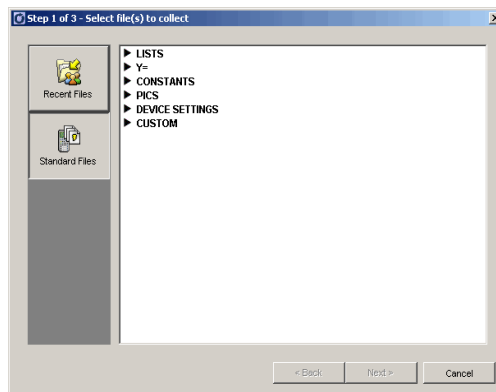 Step 1 of 3 - Select file(s) to collect
Recent Files
Standard Files
LISTS
Y=
CONSTANTS
PICS
DEVICE SETTINGS
CUSTOM
< Back
Next >
Cancel